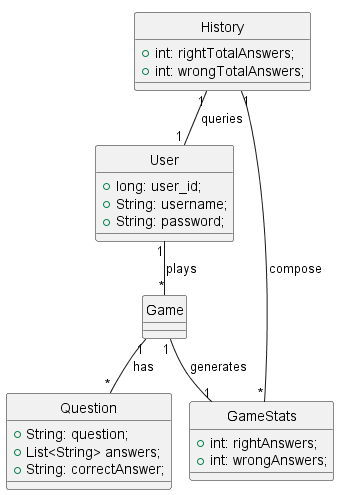 History
int: rightTotalAnswers;
int: wrongTotalAnswers;
1
1
queries
1
User
long: user_id;
String: username;
String: password;
1
plays
compose
*
Game
1
1
has
generates
*
1
*
Question
String: question;
List<String> answers;
String: correctAnswer;
GameStats
int: rightAnswers;
int: wrongAnswers;